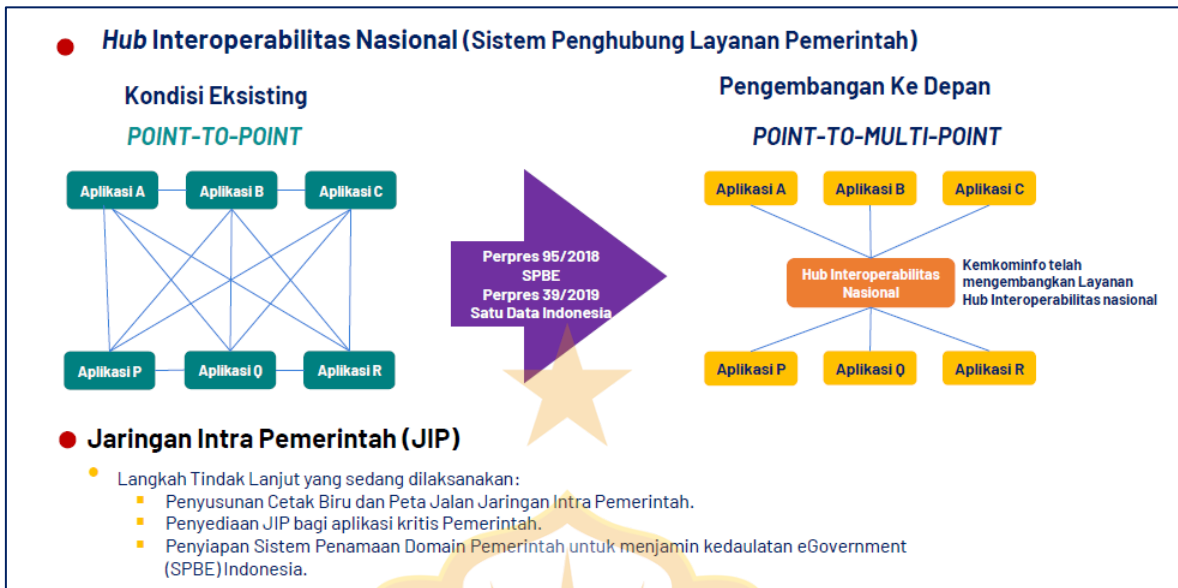 Hub Interoperabilitas Nasional (Sistem Penghubung Layanan Pemerintah)
Kondisi Eksisting
POINT-TO-POINT
Aplikasi A
Aplikasi B
Aplikasi C
Aplikasi P
Aplikasi Q
Aplikasi R
Perpres 95/2018
SPBE
Perpres 39/2019
Satu Data Indonesia
Pengembangan Ke Depan
POINT-TO-MULTI-POINT
Aplikasi A
Aplikasi B
Aplikasi C
Hub Interoperabilitas
Nasional
Kemkominfo telah
mengembangkan Layanan
Hub Interoperabilitas nasional
Aplikasi P
Aplikasi Q
Aplikasi R
Jaringan Intra Pemerintah (JIP)
Langkah Tindak Lanjut yang sedang dilaksanakan:
Penyusunan Cetak Biru dan Peta Jalan Jaringan Intra Pemerintah.
Penyediaan JIP bagi aplikasi kritis Pemerintah.
Penyiapan Sistem Penamaan Domain Pemerintah untuk menjamin kedaulatan eGovernment
(SPBE) Indonesia.